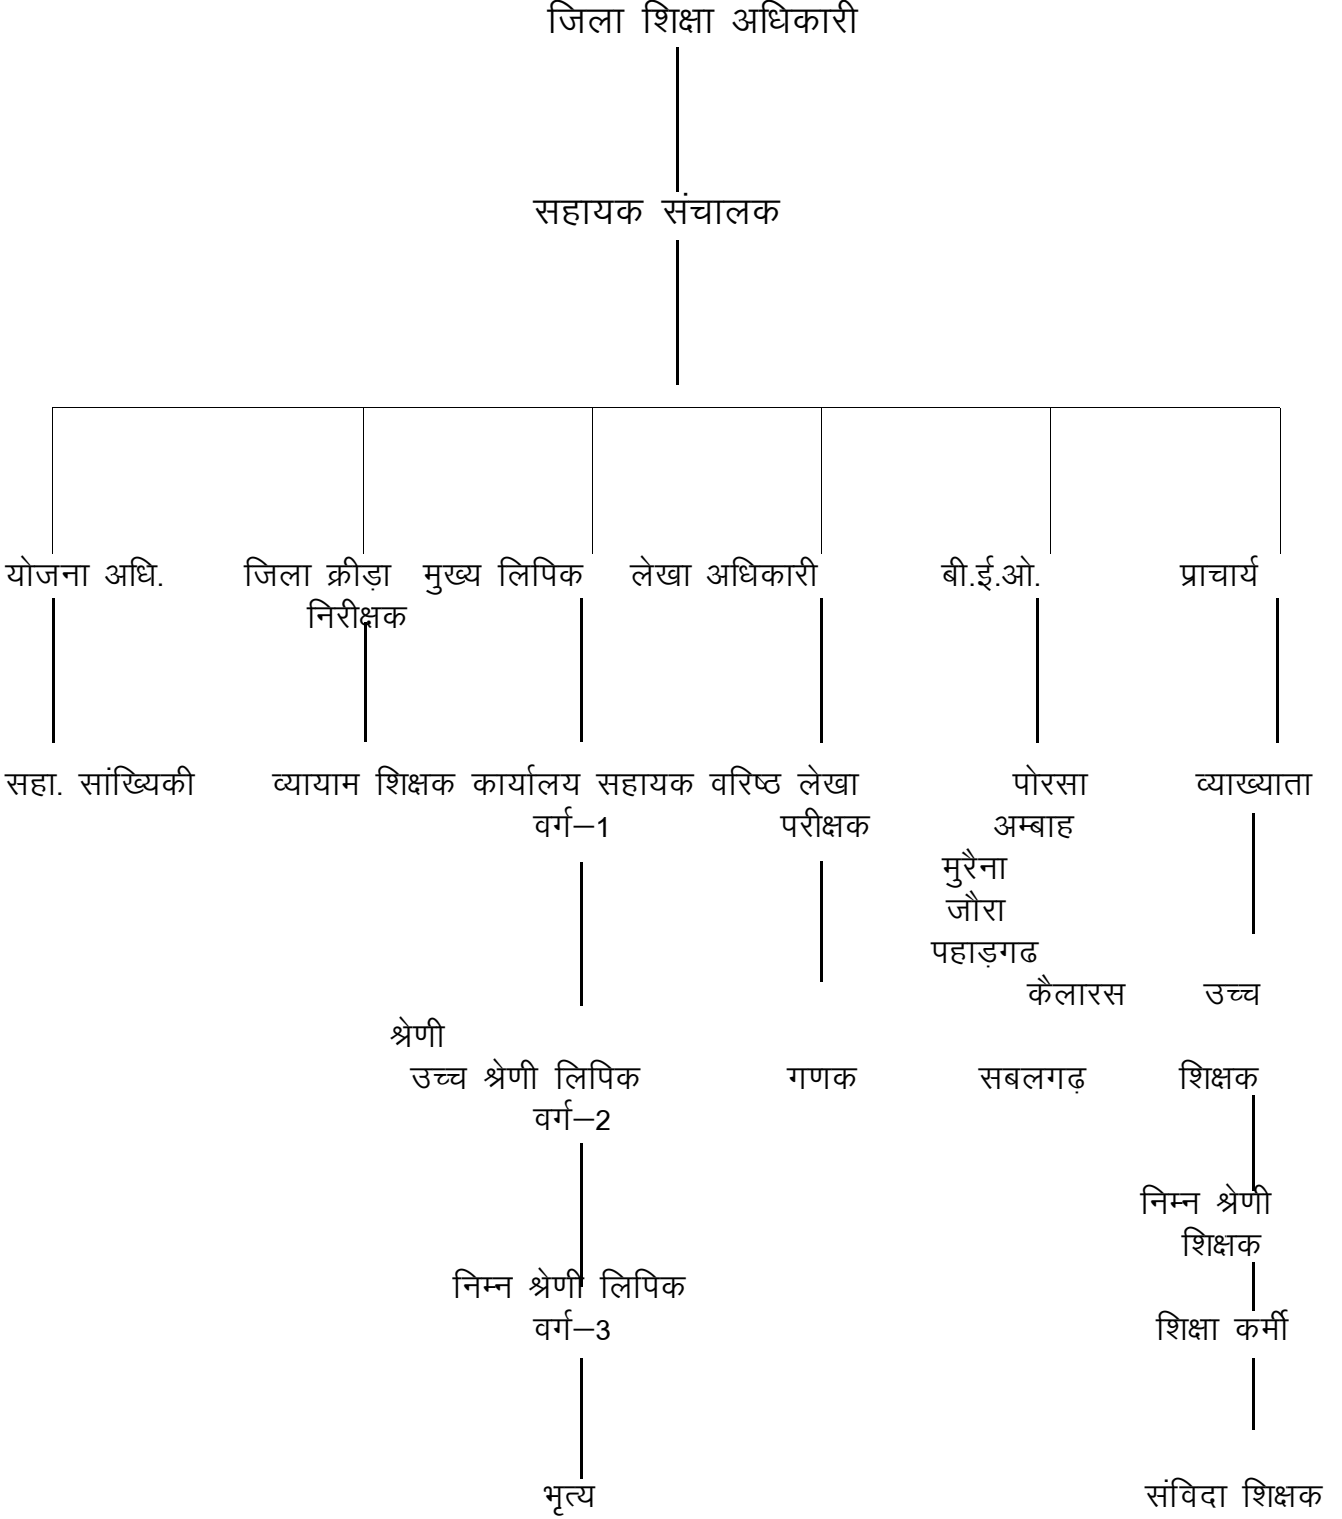 जिला शिक्षा अधिकारी
सहायक संचालक
योजना अधि. जिला क्रीड़ा मुख्य लिपिक लेखा अधिकारी बी.ई.ओ. प्राचार्य
निरीक्षक
सहा. सांख्यिकी व्यायाम शिक्षक कार्यालय सहायक वरिष्ठ लेखा पोरसा व्याख्याता
वर्ग–1 परीक्षक अम्बाह
मुरैना
जौरा
पहाड़गढ
कैलारस उच्च
श्रेणी
उच्च श्रेणी लिपिक गणक सबलगढ़ शिक्षक
वर्ग–2
निम्न श्रेणी
शिक्षक
निम्न श्रेणी लिपिक
वर्ग–3 शिक्षा कर्मी
भृत्य संविदा शिक्षक